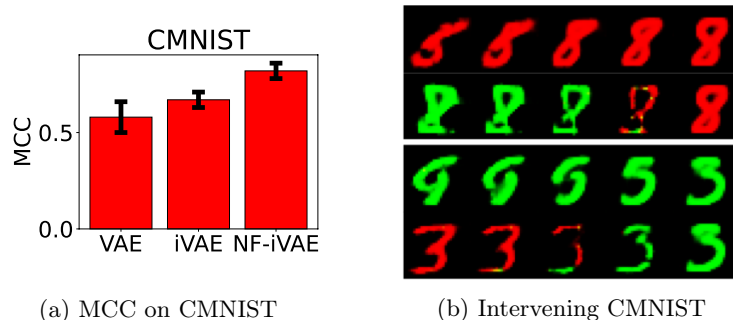 CMNIST
MCC
0.5
0.0
VAE iVAE NF-iVAE
(a) MCC on CMNIST
(b) Intervening CMNIST